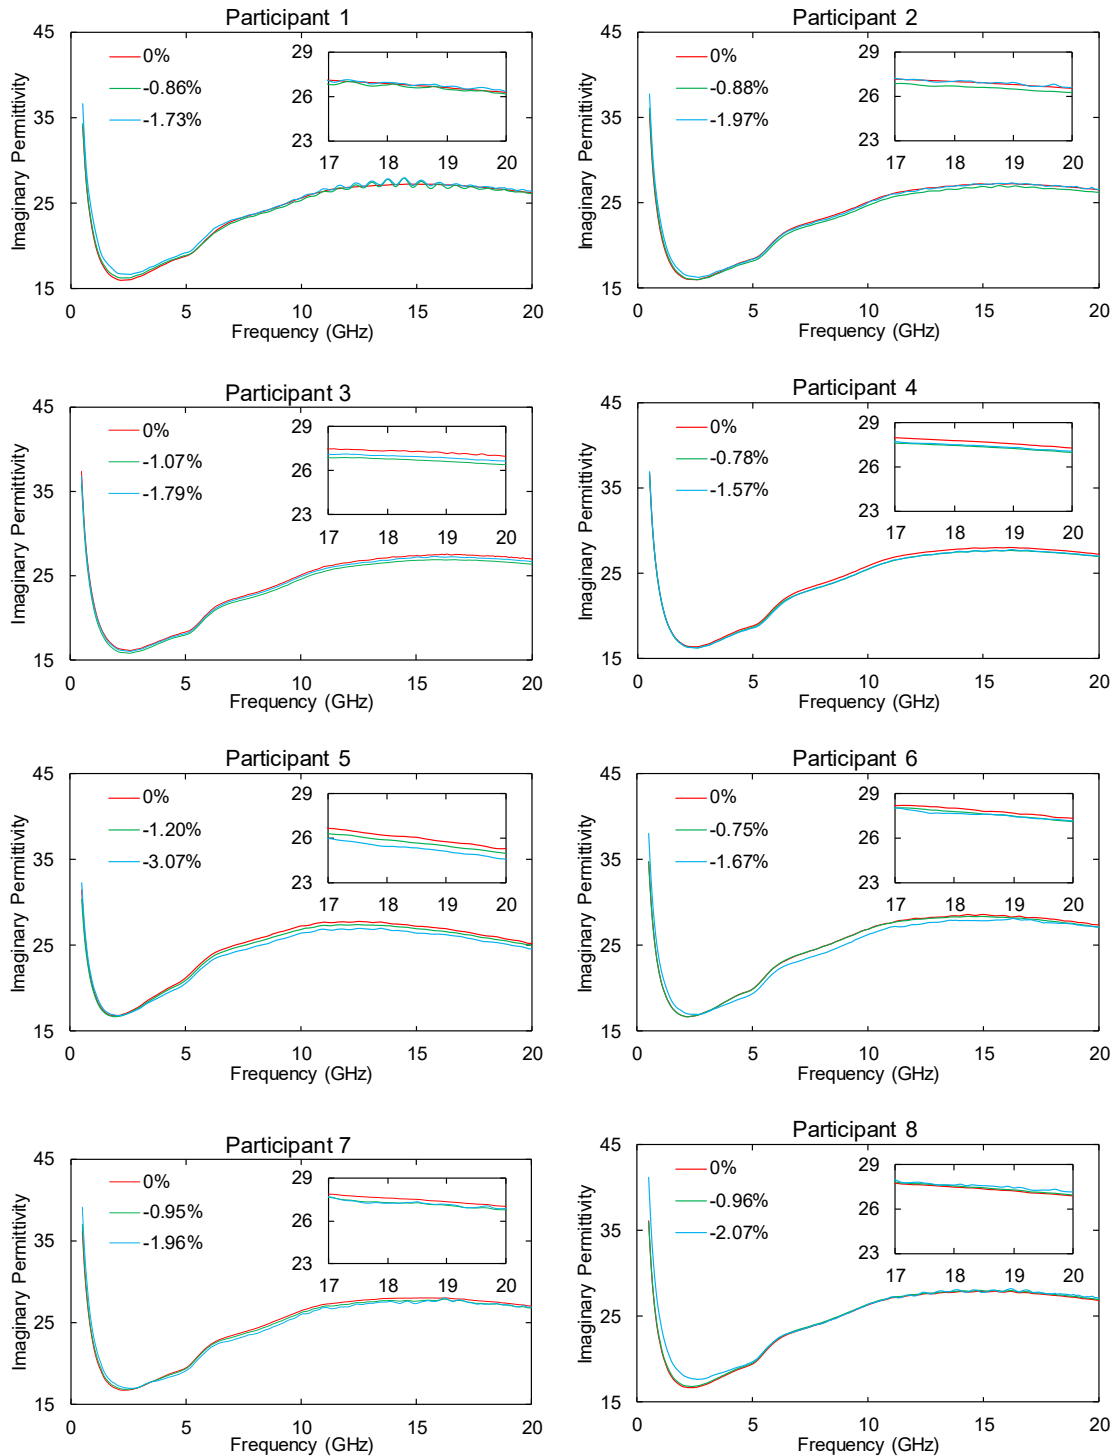 Participant 1
45
35
25
15
Imaginary Permittivity
0%
-0.86%
-1.73%
29
26
23
17 18 19 20
0 5 10 15 20
Frequency (GHz)
Participant 2
45
35
25
15
Imaginary Permittivity
0%
-0.88%
-1.97%
29
26
23
17 18 19 20
0 5 10 15 20
Frequency (GHz)
Participant 3
45
35
25
15
Imaginary Permittivity
0%
-1.07%
-1.79%
29
26
23
17 18 19 20
0 5 10 15 20
Frequency (GHz)
Participant 4
45
35
25
15
Imaginary Permittivity
0%
-0.78%
-1.57%
29
26
23
17 18 19 20
0 5 10 15 20
Frequency (GHz)
Participant 5
45
35
25
15
Imaginary Permittivity
0%
-1.20%
-3.07%
29
26
23
17 18 19 20
0 5 10 15 20
Frequency (GHz)
Participant 6
45
35
25
15
Imaginary Permittivity
0%
-0.75%
-1.67%
29
26
23
17 18 19 20
0 5 10 15 20
Frequency (GHz)
Participant 7
45
35
25
15
Imaginary Permittivity
0%
-0.95%
-1.96%
29
26
23
17 18 19 20
0 5 10 15 20
Frequency (GHz)
Participant 8
45
35
25
15
Imaginary Permittivity
0%
-0.96%
-2.07%
29
26
23
17 18 19 20
0 5 10 15 20
Frequency (GHz)